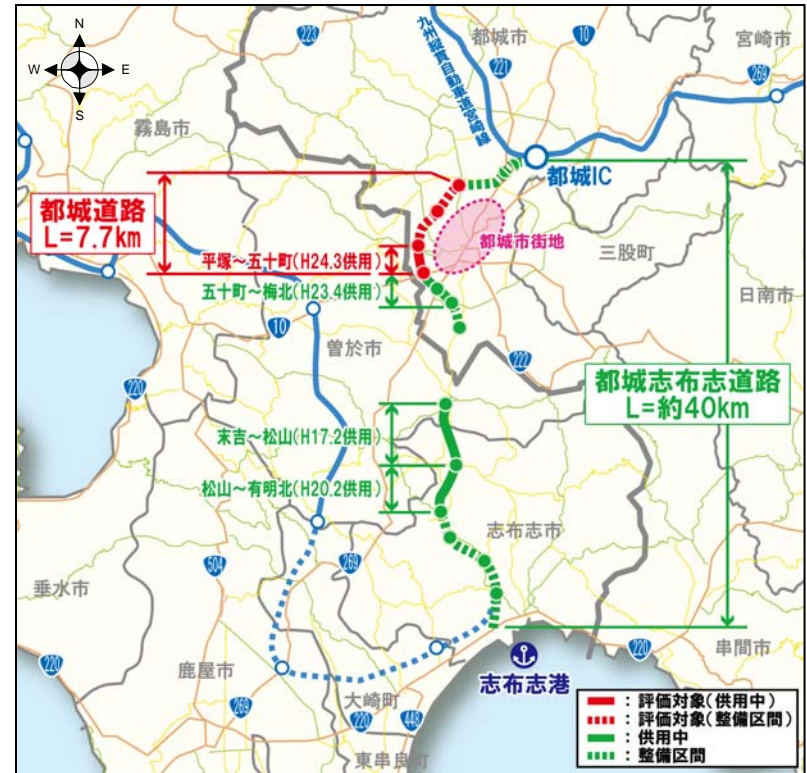 N
W E
S
223
都城市
10
宮崎市
九州縦貫自動車道宮崎線
221
269
霧島市
都城IC
都城道路
L=7.7km
都城市街地
三股町
平塚～五十町(H24.3供用)
五十町～梅北(H23.4供用)
日南市
10
曽於市
222
220
都城志布志道路
L=約40km
末吉～松山(H17.2供用)
松山～有明北(H20.2供用)
志布志市
504
269
垂水市
220
220
串間市
鹿屋市
志布志港
269
大崎町
220
448
東串良町
：評価対象(供用中)
：評価対象(整備区間)
：供用中
：整備区間